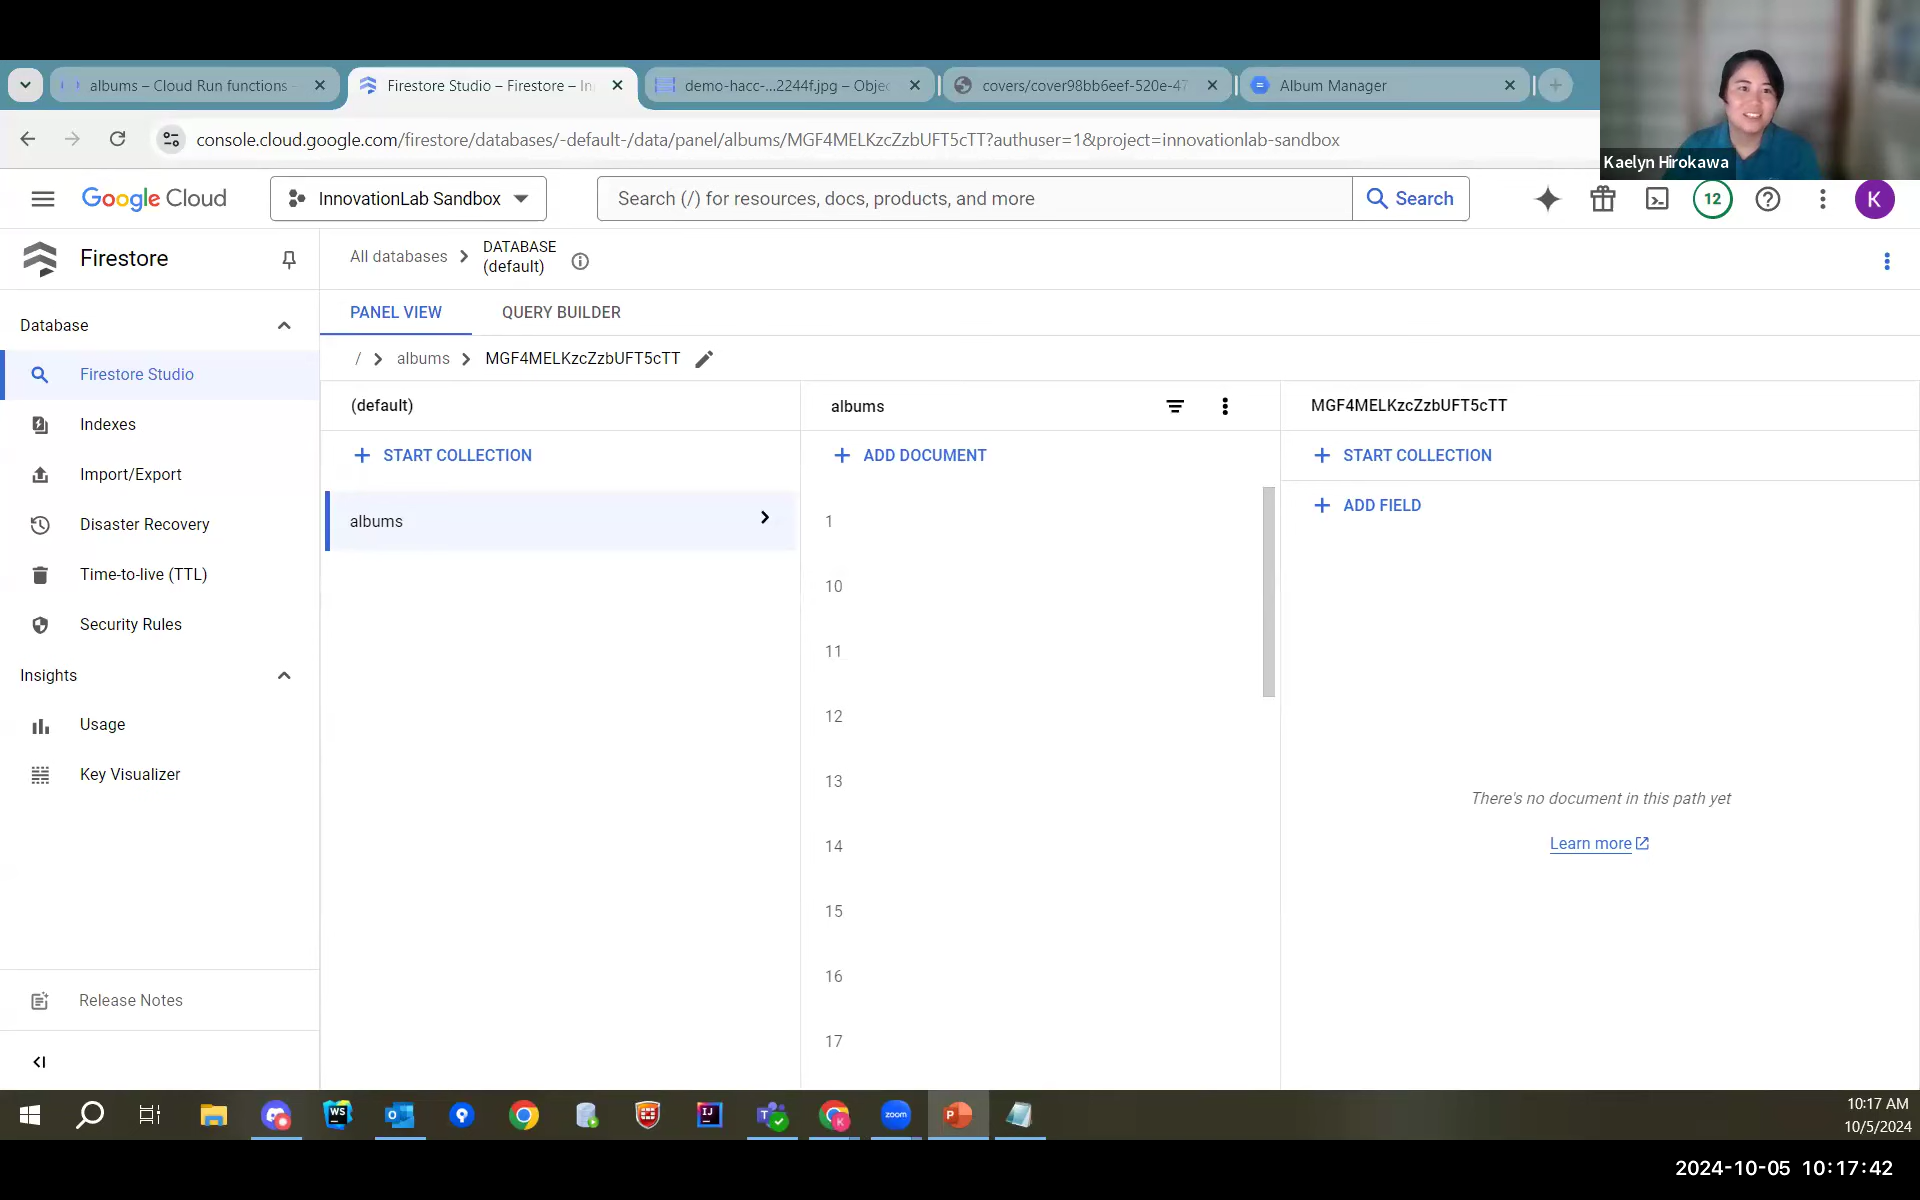 albums – Cloud Run functions
Firestore Studio – Firestore – In
demo-hacc-...2244f.jpg – Objec
covers/cover98bb6eef-520e-47
Album Manager
console.cloud.google.com/firestore/databases/-default-/data/panel/albums/MGF4MELKzcZzbUFT5cTT?authuser=1&project=innovationlab-sandbox
Kaelyn Hirokawa
Google Cloud
InnovationLab Sandbox
Search (/) for resources, docs, products, and more
Search
12
K
Firestore
All databases
DATABASE
(default)
Database
PANEL VIEW
QUERY BUILDER
/
albums
MGF4MELKzcZzbUFT5cTT
Firestore Studio
Indexes
Import/Export
Disaster Recovery
Time-to-live (TTL)
Security Rules
Insights
Usage
Key Visualizer
Release Notes
(default)
START COLLECTION
albums
albums
ADD DOCUMENT
1
10
11
12
13
14
15
16
17
MGF4MELKzcZzbUFT5cTT
START COLLECTION
ADD FIELD
There's no document in this path yet
Learn more
WS
IJ
zoom
10:17 AM
10/5/2024
2024-10-05 10:17:42